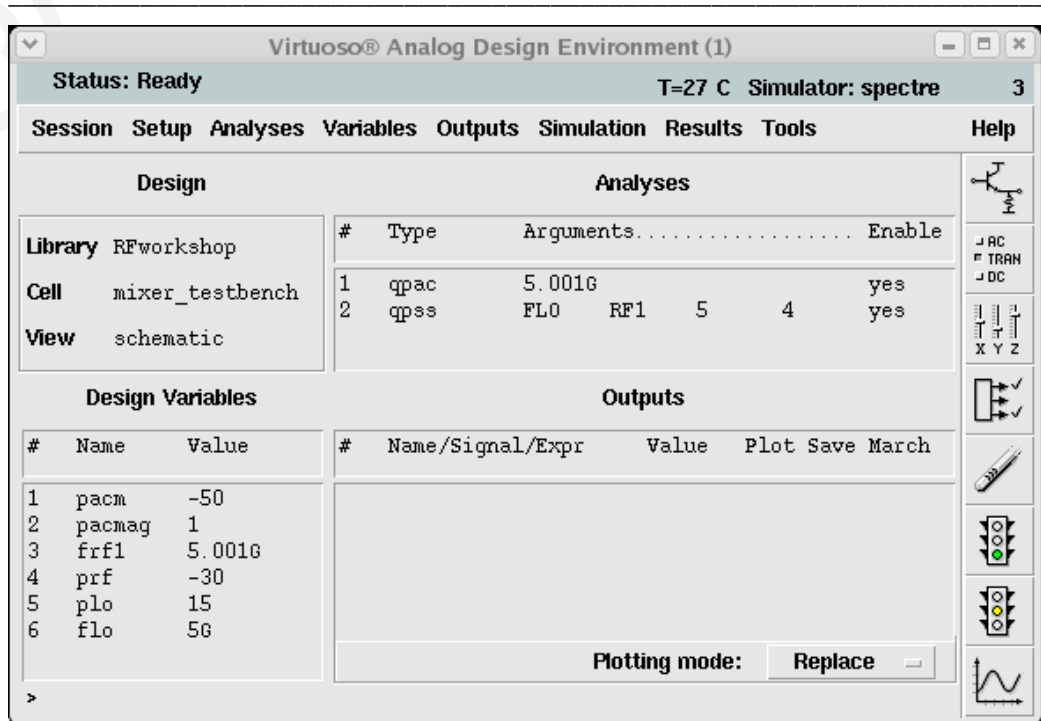 Virtuoso® Analog Design Environment (1)
Status: Ready T=27 C Simulator: spectre 3
Session Setup Analyses Variables Outputs Simulation Results Tools Help
Design
Library RFworkshop
Cell mixer_testbench
View schematic
Analyses
# Type Arguments................... Enable
1 qpac 5.001G yes
2 qpss FLO RF1 5 4 yes
AC
TRAN
DC
X Y Z
Design Variables
# Name Value
1 pacm -50
2 pacmag 1
3 frf1 5.001G
4 prf -30
5 plo 15
6 flo 5G
Outputs
# Name/Signal/Expr Value Plot Save March
Plotting mode: Replace
>